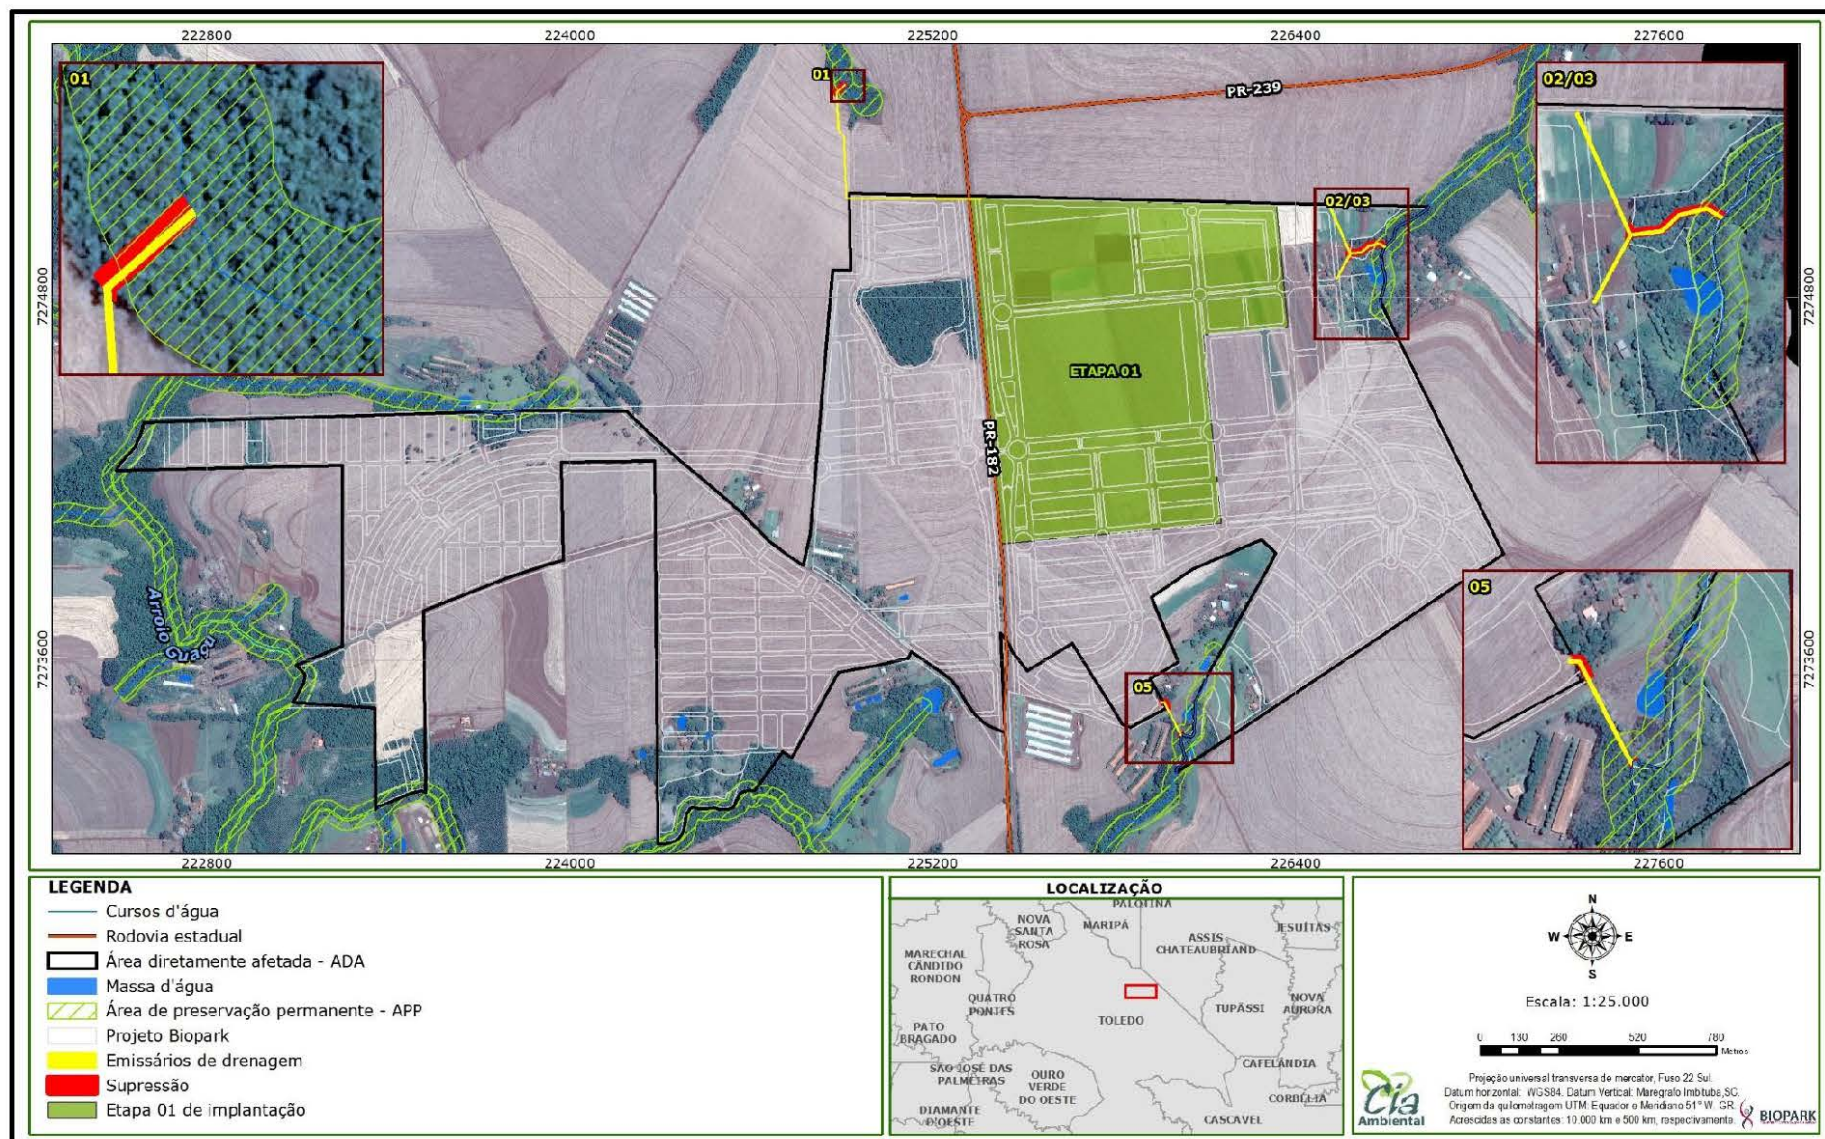 222800 224000 225200 226400 227600
01
01
PR-239
02/03
02/03
7274800
7274800
ETAPA 01
PR-182
Arroio Guaçu
05
05
7273600
7273600
222800 224000 225200 226400 227600
LEGENDA
Cursos d'água
Rodovia estadual
Área diretamente afetada - ADA
Massa d'água
Área de preservação permanente - APP
Projeto Biopark
Emissários de drenagem
Supressão
Etapa 01 de implantação
LOCALIZAÇÃO
PALOTINA
NOVA
SANTA
ROSA
MARIPÁ
JESUÍTAS
ASSIS
CHATEAUBRIAND
MARECHAL
CÂNDIDO
RONDON
QUATRO
PONTES
NOVA
AURORA
TUPÃSSI
TOLEDO
PATO
BRAGADO
CAFELÂNDIA
SÃO JOSÉ DAS
PALMEIRAS
OURO
VERDE
DO OESTE
CORBÉLIA
DIAMANTE
D'OESTE
CASCAVEL
N
W E
S
Escala: 1:25.000
0 130 260 520 780
Metros
Projeção universal transversa de mercator, Fuso 22 Sul.
Datum horizontal: WGS84. Datum Vertical: Maregrafo Imbituba, SC.
Origem da quilometragem UTM: Equador e Meridiano 51° W. GR.
Acrescidas as constantes: 10.000 km e 500 km, respectivamente.
Cia
Ambiental
BIOPARK